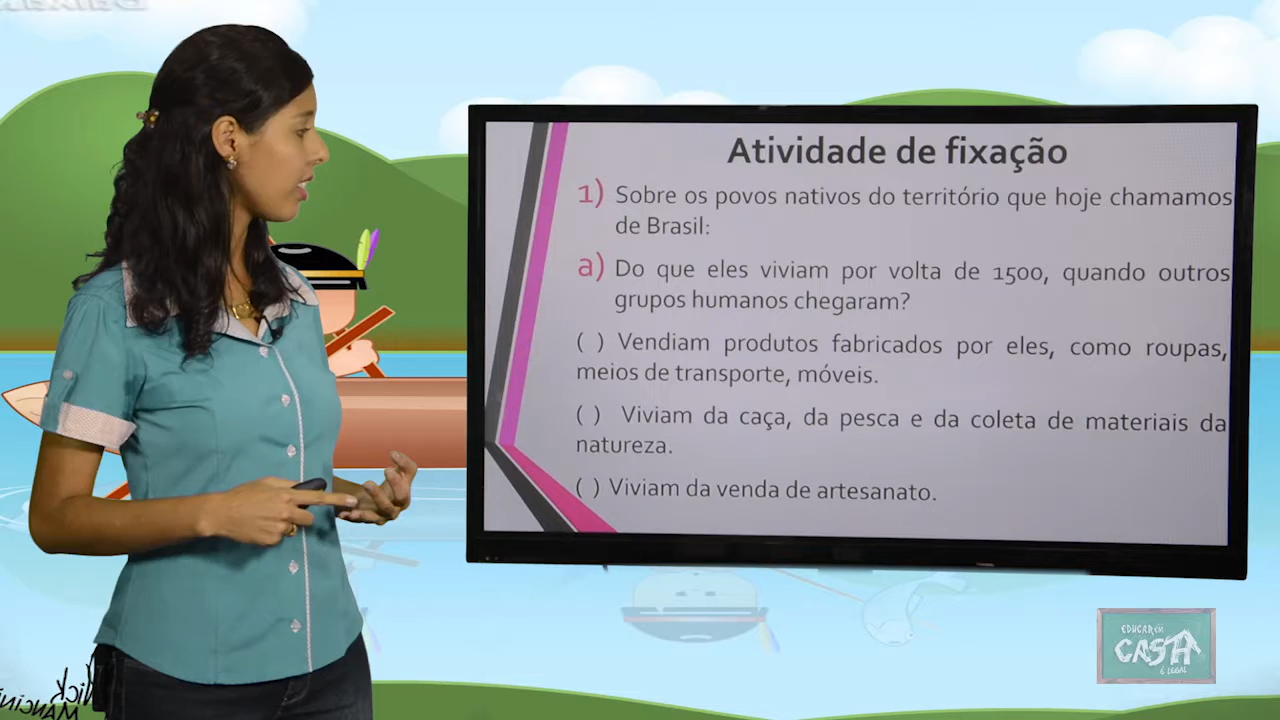 Atividade de fixação
1) Sobre os povos nativos do território que hoje chamamos
de Brasil:
a) Do que eles viviam por volta de 1500, quando outros
grupos humanos chegaram?
( ) Vendiam produtos fabricados por eles, como roupas,
meios de transporte, móveis.
( ) Viviam da caça, da pesca e da coleta de materiais da
natureza.
( ) Viviam da venda de artesanato.
EDUCAR EM
CASA
É LEGAL
NICK
MANCINI